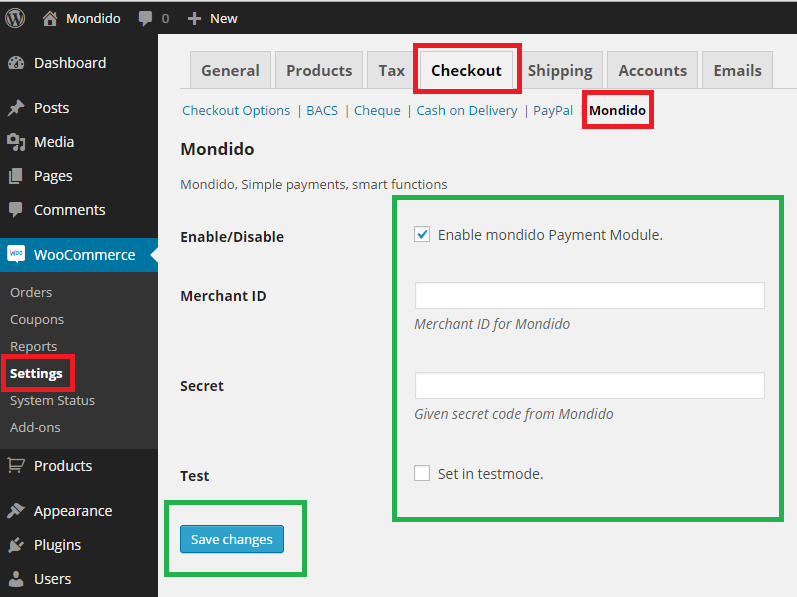 Mondido 0 New
Dashboard
Posts
Media
Pages
Comments
WooCommerce
Orders
Coupons
Reports
Settings
System Status
Add-ons
Products
Appearance
Plugins
Users
General Products Tax Checkout Shipping Accounts Emails
Checkout Options | BACS | Cheque | Cash on Delivery | PayPal | Mondido
Mondido
Mondido, Simple payments, smart functions
Enable/Disable Enable mondido Payment Module.
Merchant ID
Merchant ID for Mondido
Secret
Given secret code from Mondido
Test Set in testmode.
Save changes